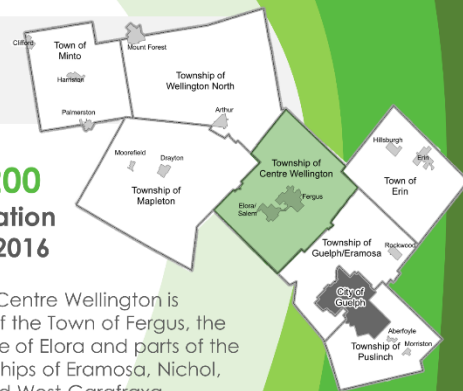 Clifford
Town of
Minto
Harriston
Palmerston
Mount Forest
Township of
Wellington North
Arthur
Moorefield
Drayton
Township of
Mapleton
Township of
Centre Wellington
Elora/
Salem
Fergus
Hillsburgh
Erin
Town of
Erin
Township of
Guelph/Eramosa
Rockwood
City of
Guelph
Aberfoyle
Morriston
Township of
Puslinch
200
ation
2016
Centre Wellington is
f the Town of Fergus, the
e of Elora and parts of the
hips of Eramosa, Nichol,
d West Garafraxa